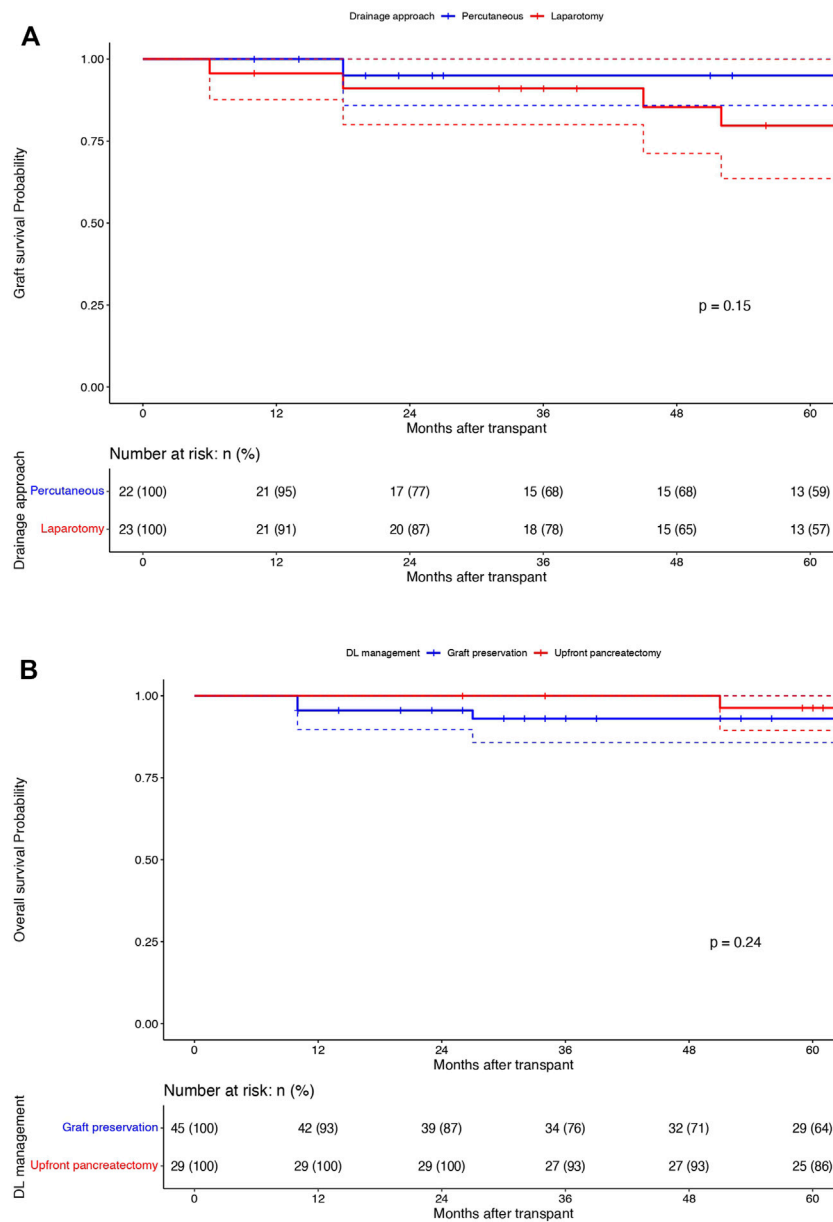 A
Drainage approach Percutaneous Laparotomy
1.00
0.75
0.50
0.25
0.00
Graft survival Probability
p = 0.15
0 12 24 36 48 60
Months after transpant
Number at risk: n (%)
Drainage approach
Percutaneous 22 (100) 21 (95) 17 (77) 15 (68) 15 (68) 13 (59)
Laparotomy 23 (100) 21 (91) 20 (87) 18 (78) 15 (65) 13 (57)
0 12 24 36 48 60
Months after transpant
B
DL management Graft preservation Upfront pancreatectomy
1.00
0.75
0.50
0.25
0.00
Overall survival Probability
p = 0.24
0 12 24 36 48 60
Months after transpant
Number at risk: n (%)
DL management
Graft preservation 45 (100) 42 (93) 39 (87) 34 (76) 32 (71) 29 (64)
Upfront pancreatectomy 29 (100) 29 (100) 29 (100) 27 (93) 27 (93) 25 (86)
0 12 24 36 48 60
Months after transpant